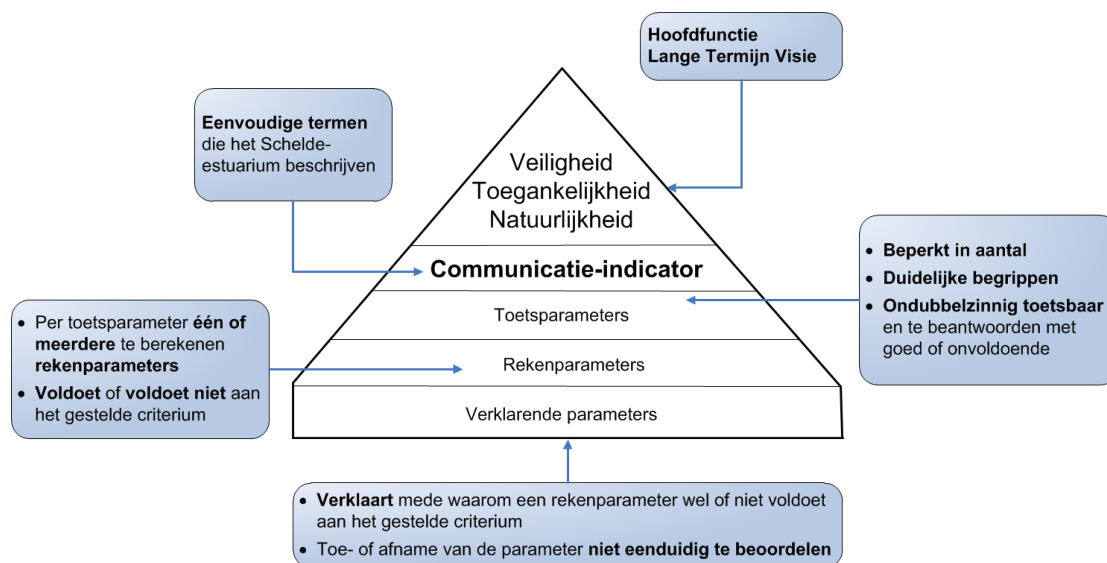 Hoofdfunctie
Lange Termijn Visie
Eenvoudige termen
die het Schelde-
estuarium beschrijven
Veiligheid
Toegankelijkheid
Natuurlijkheid
Communicatie-indicator
Toetsparameters
Rekenparameters
Verklarende parameters
• Beperkt in aantal
• Duidelijke begrippen
• Ondubbelzinnig toetsbaar
en te beantwoorden met
goed of onvoldoende
• Per toetsparameter één of
meerdere te berekenen
rekenparameters
• Voldoet of voldoet niet aan
het gestelde criterium
• Verklaart mede waarom een rekenparameter wel of niet voldoet
aan het gestelde criterium
• Toe- of afname van de parameter niet eenduidig te beoordelen